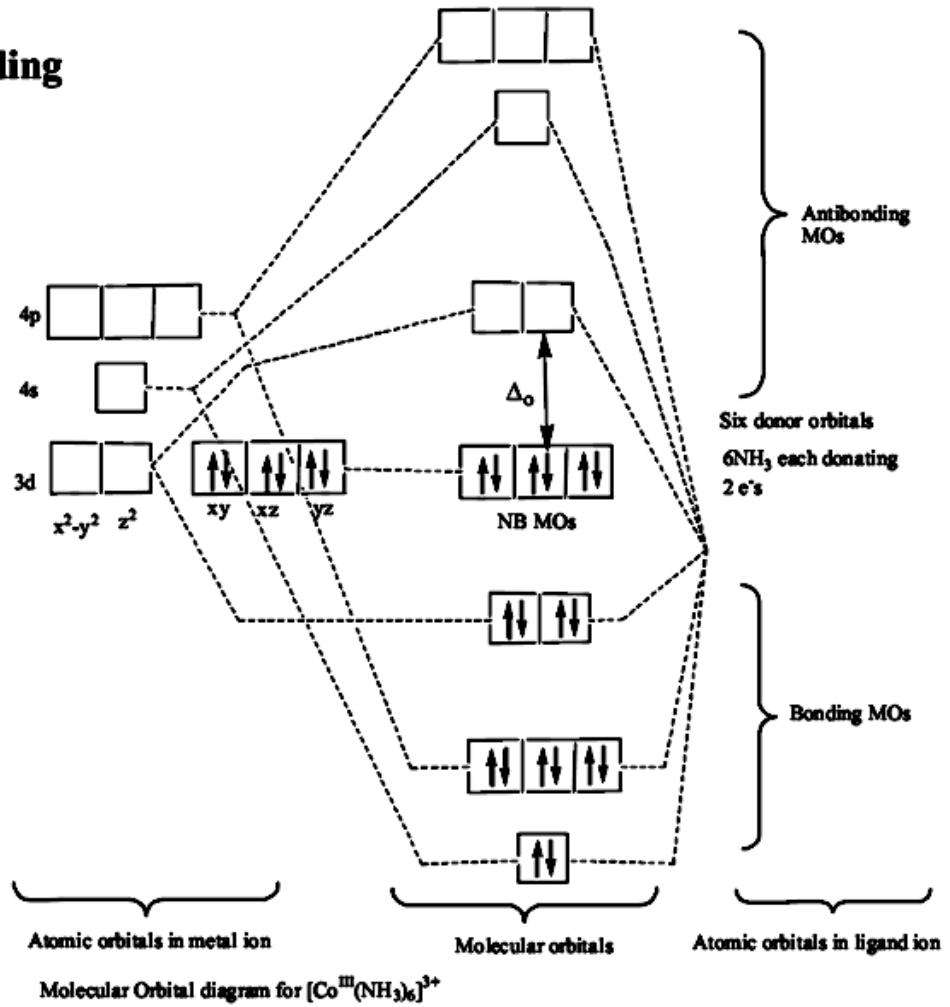 ding
Antibonding
MOs
4p
4s
Δo
Six donor orbitals
6NH3 each donating
2 e-s
3d
x2-y2 z2
xy xz yz
NB MOs
Bonding MOs
Atomic orbitals in metal ion
Molecular orbitals
Atomic orbitals in ligand ion
Molecular Orbital diagram for [CoIII(NH3)6]3+